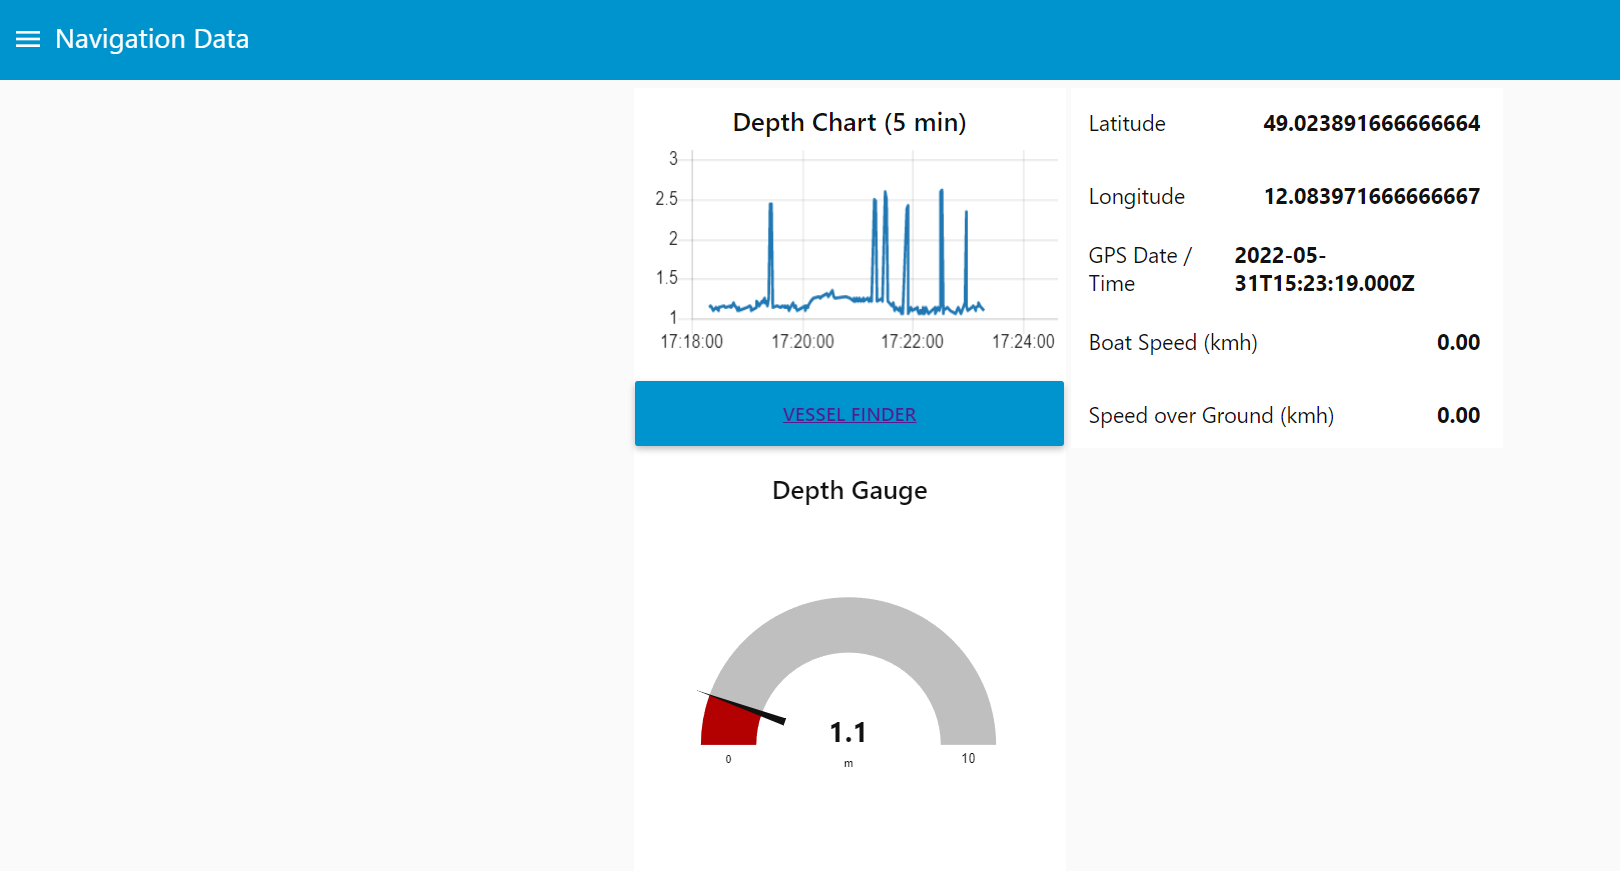 Navigation Data
Depth Chart (5 min)
3
2.5
2
1.5
1
17:18:00 17:20:00 17:22:00 17:24:00
VESSEL FINDER
Depth Gauge
1.1
m
0
10
Latitude 49.023891666666664
Longitude 12.083971666666667
GPS Date / 2022-05-
Time 31T15:23:19.000Z
Boat Speed (kmh) 0.00
Speed over Ground (kmh) 0.00